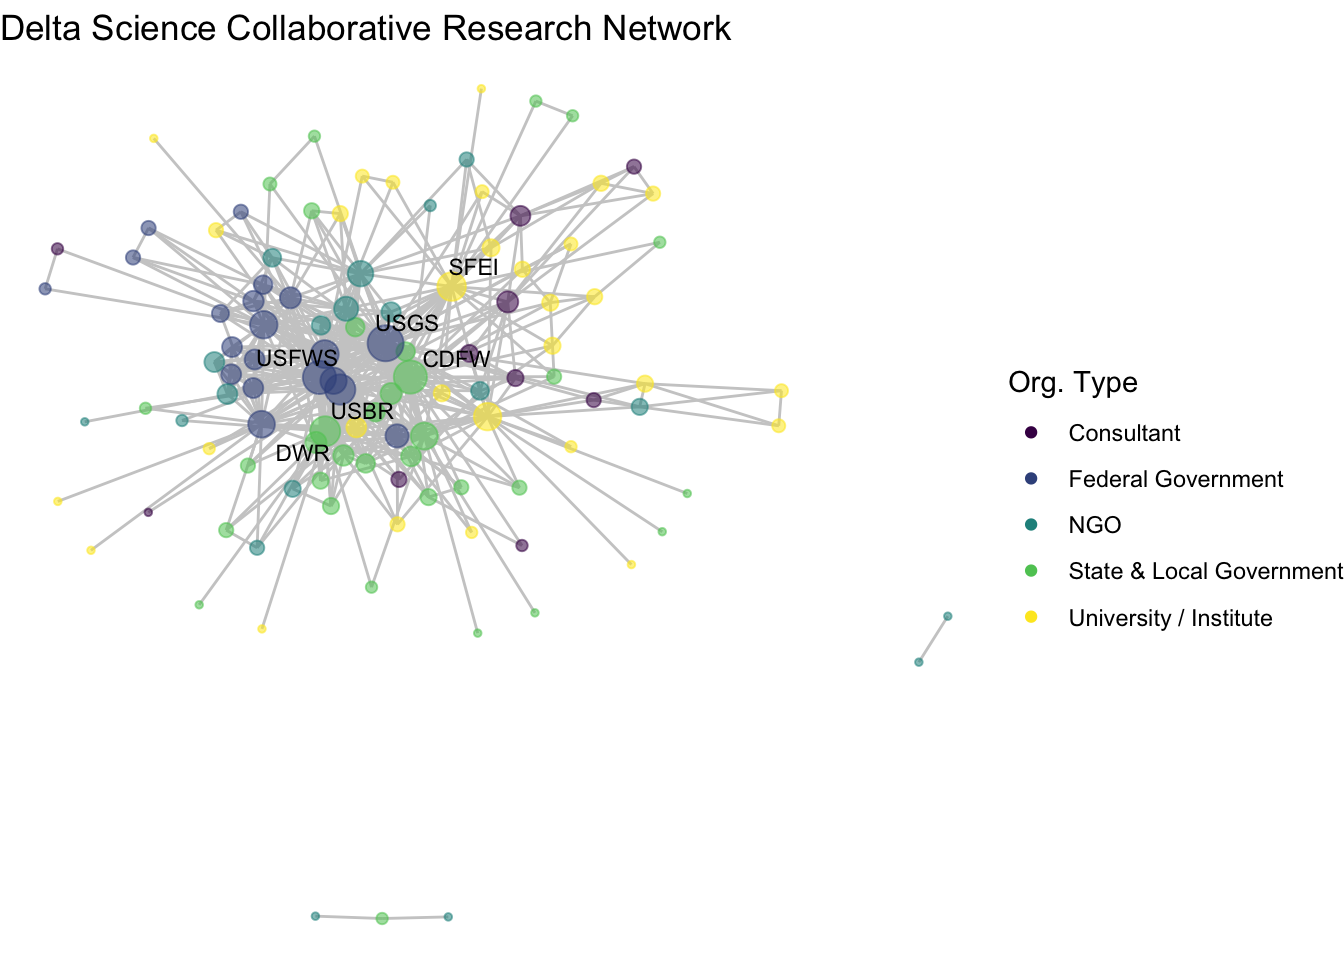 Delta Science Collaborative Research Network
SFEI
USGS
USFWS
CDFW
USBR
DWR
Org. Type
Consultant
Federal Government
NGO
State & Local Government
University / Institute